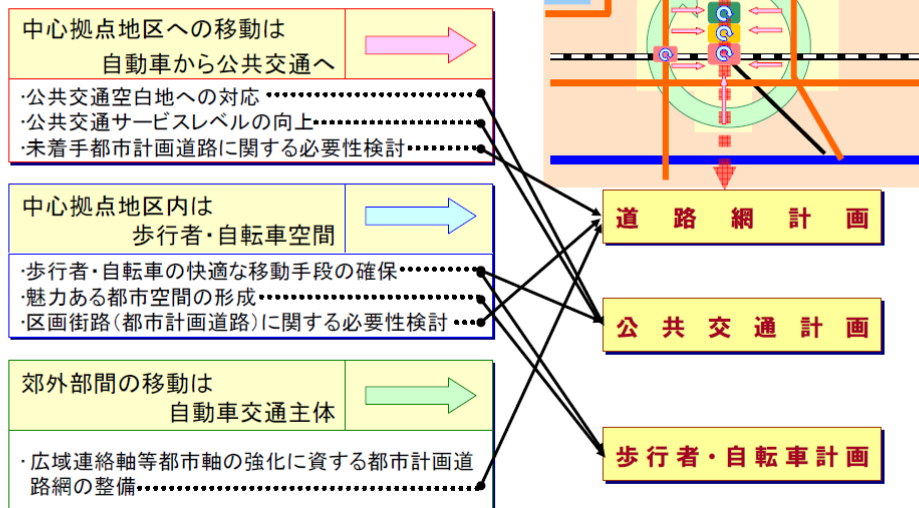 中心拠点地区への移動は
自動車から公共交通へ
・公共交通空白地への対応
・公共交通サービスレベルの向上
・未着手都市計画道路に関する必要性検討
中心拠点地区内は
歩行者・自転車空間
・歩行者・自転車の快適な移動手段の確保
・魅力ある都市空間の形成
・区画街路（都市計画道路）に関する必要性検討
郊外部間の移動は
自動車交通主体
・広域連絡軸等都市軸の強化に資する都市計画道
路網の整備
道路網計画
公共交通計画
歩行者・自転車計画